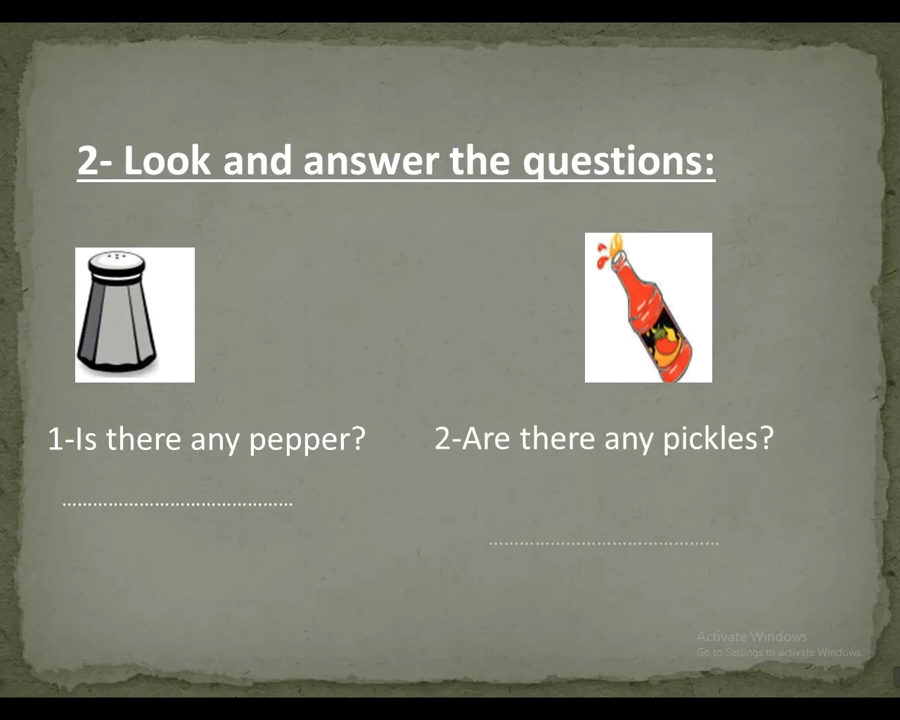 2- Look and answer the questions:
1-Is there any pepper?
2-Are there any pickles?
................................................
................................................
Activate Windows
Go to Settings to activate Windows.